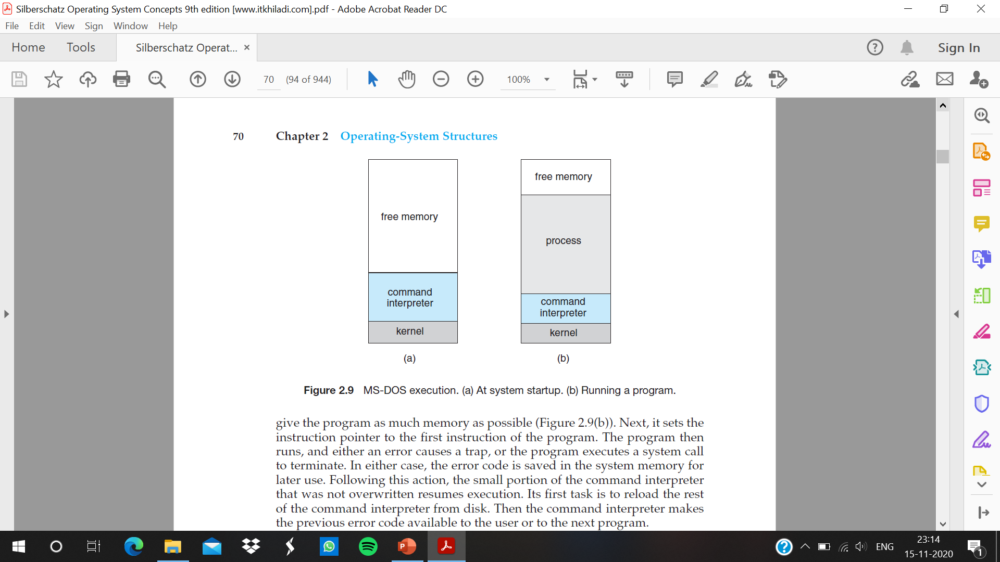 Silberschatz Operating System Concepts 9th edition [www.itkhiladi.com].pdf - Adobe Acrobat Reader DC
File Edit View Sign Window Help
Home Tools Silberschatz Operat... × Sign In
70 (94 of 944) 100%
70 Chapter 2 Operating-System Structures
free memory
command
interpreter
kernel
(a)
free memory
process
command
interpreter
kernel
(b)
Figure 2.9 MS-DOS execution. (a) At system startup. (b) Running a program.
give the program as much memory as possible (Figure 2.9(b)). Next, it sets the
instruction pointer to the first instruction of the program. The program then
runs, and either an error causes a trap, or the program executes a system call
to terminate. In either case, the error code is saved in the system memory for
later use. Following this action, the small portion of the command interpreter
that was not overwritten resumes execution. Its first task is to reload the rest
of the command interpreter from disk. Then the command interpreter makes
the previous error code available to the user or to the next program.
ENG
23:14
15-11-2020
1